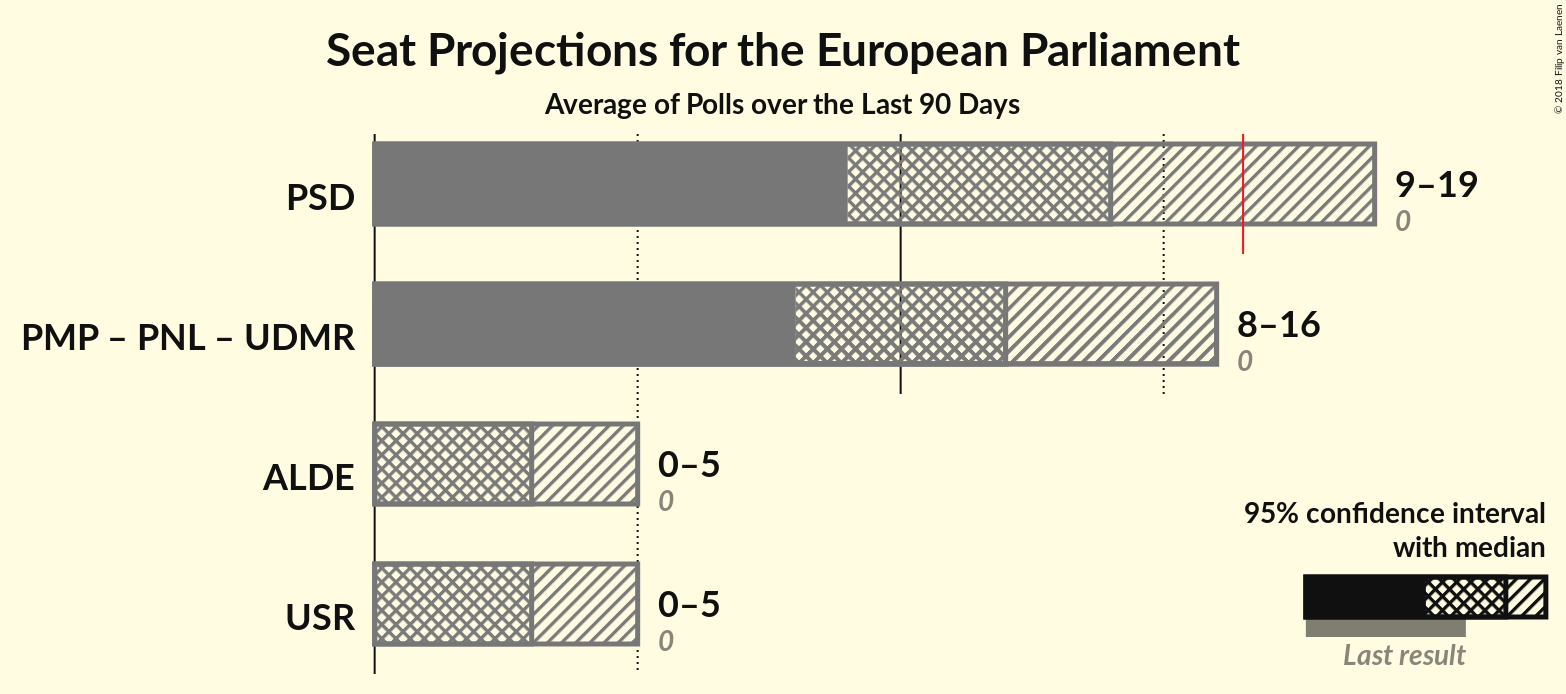 Seat Projections for the European Parliament
Average of Polls over the Last 90 Days
© 2018 Filip van Laenen
PSD
9–19
0
PMP – PNL – UDMR
8–16
0
ALDE
0–5
0
USR
0–5
0
95% confidence interval
with median
Last result